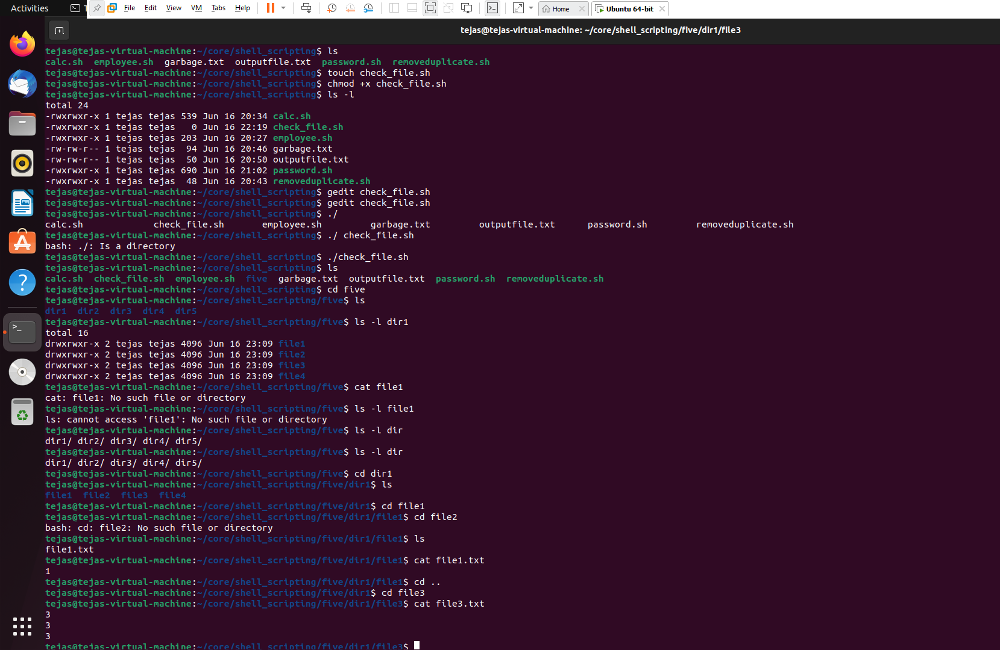 Activities
T
File Edit View VM Tabs Help
Home
Ubuntu 64-bit
tejas@tejas-virtual-machine: ~/core/shell_scripting/five/dir1/file3
tejas@tejas-virtual-machine:~/core/shell_scripting$ ls
calc.sh employee.sh garbage.txt outputfile.txt password.sh removeduplicate.sh
tejas@tejas-virtual-machine:~/core/shell_scripting$ touch check_file.sh
tejas@tejas-virtual-machine:~/core/shell_scripting$ chmod +x check_file.sh
tejas@tejas-virtual-machine:~/core/shell_scripting$ ls -l
total 24
-rwxrwxr-x 1 tejas tejas 539 Jun 16 20:34 calc.sh
-rwxrwxr-x 1 tejas tejas   0 Jun 16 22:19 check_file.sh
-rwxrwxr-x 1 tejas tejas 203 Jun 16 20:27 employee.sh
-rw-rw-r-- 1 tejas tejas  94 Jun 16 20:46 garbage.txt
-rw-rw-r-- 1 tejas tejas  50 Jun 16 20:50 outputfile.txt
-rwxrwxr-x 1 tejas tejas 690 Jun 16 21:02 password.sh
-rwxrwxr-x 1 tejas tejas  48 Jun 16 20:43 removeduplicate.sh
tejas@tejas-virtual-machine:~/core/shell_scripting$ gedit check_file.sh
tejas@tejas-virtual-machine:~/core/shell_scripting$ gedit check_file.sh
tejas@tejas-virtual-machine:~/core/shell_scripting$ ./
calc.sh check_file.sh employee.sh garbage.txt outputfile.txt password.sh removeduplicate.sh
tejas@tejas-virtual-machine:~/core/shell_scripting$ ./ check_file.sh
bash: ./: Is a directory
tejas@tejas-virtual-machine:~/core/shell_scripting$ ./check_file.sh
tejas@tejas-virtual-machine:~/core/shell_scripting$ ls
calc.sh check_file.sh employee.sh five garbage.txt outputfile.txt password.sh removeduplicate.sh
tejas@tejas-virtual-machine:~/core/shell_scripting$ cd five
tejas@tejas-virtual-machine:~/core/shell_scripting/five$ ls
dir1 dir2 dir3 dir4 dir5
tejas@tejas-virtual-machine:~/core/shell_scripting/five$ ls -l dir1
total 16
drwxrwxr-x 2 tejas tejas 4096 Jun 16 23:09 file1
drwxrwxr-x 2 tejas tejas 4096 Jun 16 23:09 file2
drwxrwxr-x 2 tejas tejas 4096 Jun 16 23:09 file3
drwxrwxr-x 2 tejas tejas 4096 Jun 16 23:09 file4
tejas@tejas-virtual-machine:~/core/shell_scripting/five$ cat file1
cat: file1: No such file or directory
tejas@tejas-virtual-machine:~/core/shell_scripting/five$ ls -l file1
ls: cannot access 'file1': No such file or directory
tejas@tejas-virtual-machine:~/core/shell_scripting/five$ ls -l dir
dir1/ dir2/ dir3/ dir4/ dir5/
tejas@tejas-virtual-machine:~/core/shell_scripting/five$ ls -l dir
dir1/ dir2/ dir3/ dir4/ dir5/
tejas@tejas-virtual-machine:~/core/shell_scripting/five$ cd dir1
tejas@tejas-virtual-machine:~/core/shell_scripting/five/dir1$ ls
file1 file2 file3 file4
tejas@tejas-virtual-machine:~/core/shell_scripting/five/dir1$ cd file1
tejas@tejas-virtual-machine:~/core/shell_scripting/five/dir1/file1$ cd file2
bash: cd: file2: No such file or directory
tejas@tejas-virtual-machine:~/core/shell_scripting/five/dir1/file1$ ls
file1.txt
tejas@tejas-virtual-machine:~/core/shell_scripting/five/dir1/file1$ cat file1.txt
1
tejas@tejas-virtual-machine:~/core/shell_scripting/five/dir1/file1$ cd ..
tejas@tejas-virtual-machine:~/core/shell_scripting/five/dir1$ cd file3
tejas@tejas-virtual-machine:~/core/shell_scripting/five/dir1/file3$ cat file3.txt
3
3
3
tejas@tejas-virtual-machine:~/core/shell_scripting/five/dir1/file3$